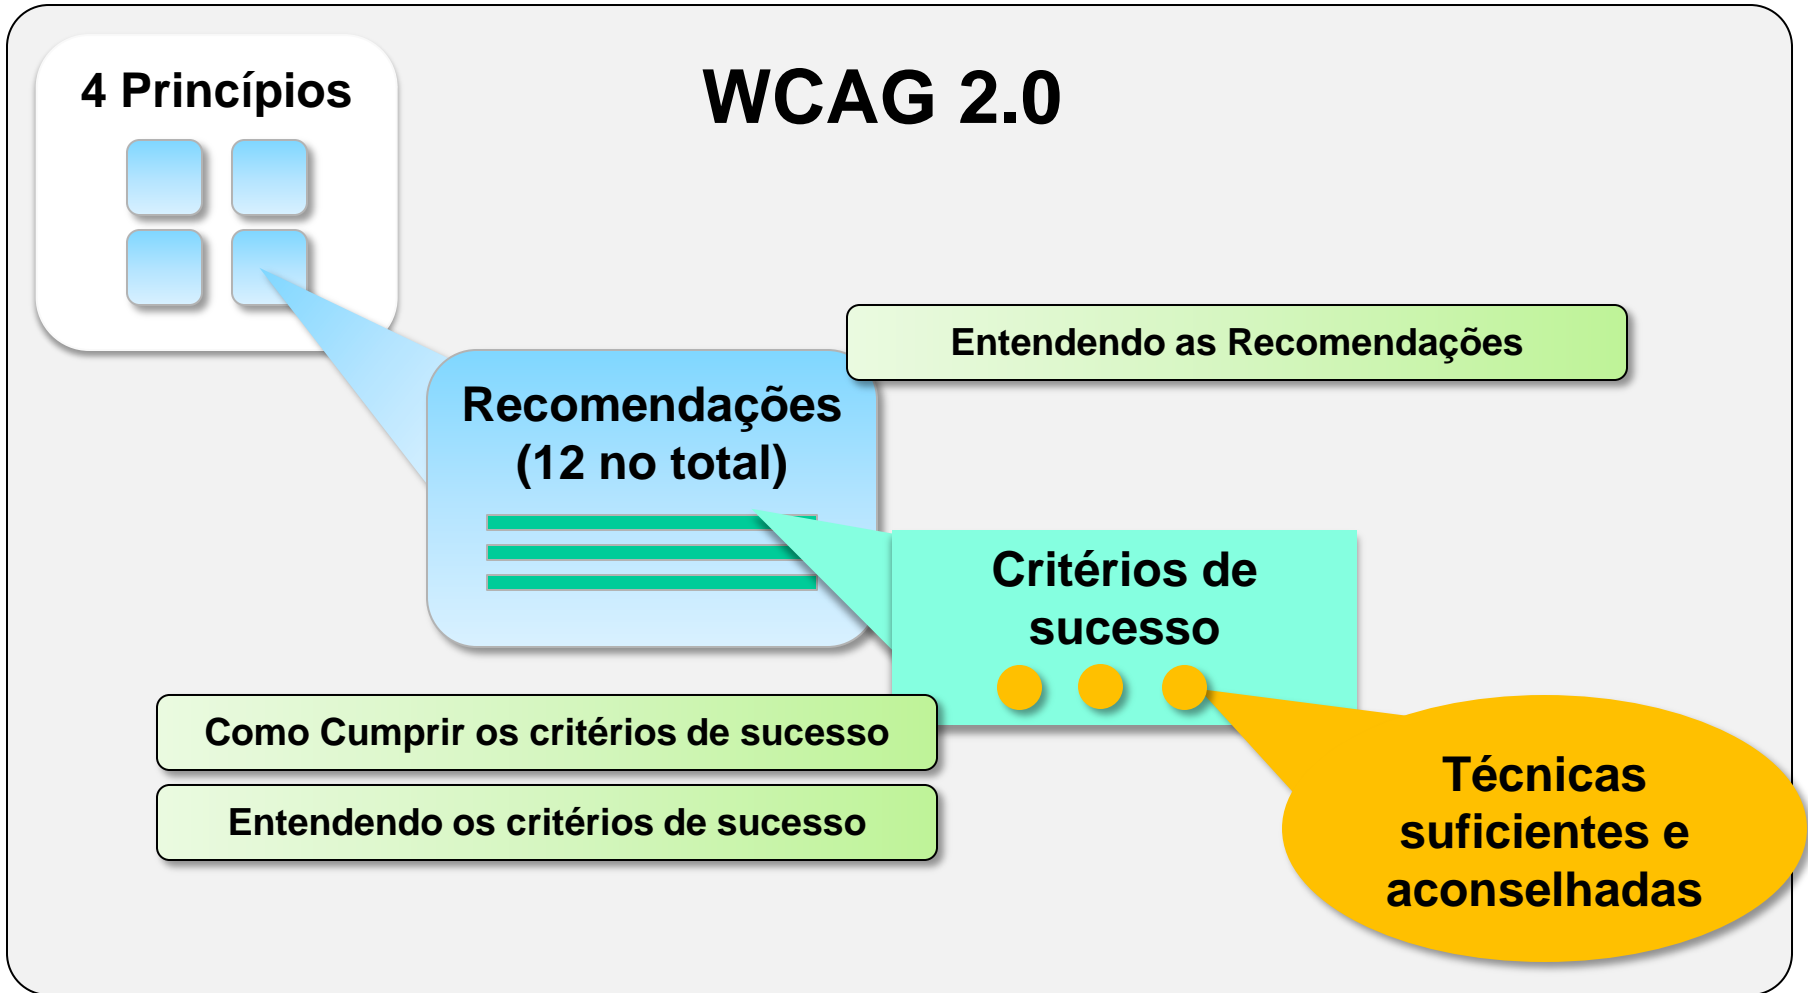 4 Princípios
WCAG 2.0
Entendendo as Recomendações
Recomendações
(12 no total)
Critérios de
sucesso
Como Cumprir os critérios de sucesso
Entendendo os critérios de sucesso
Técnicas
suficientes e
aconselhadas